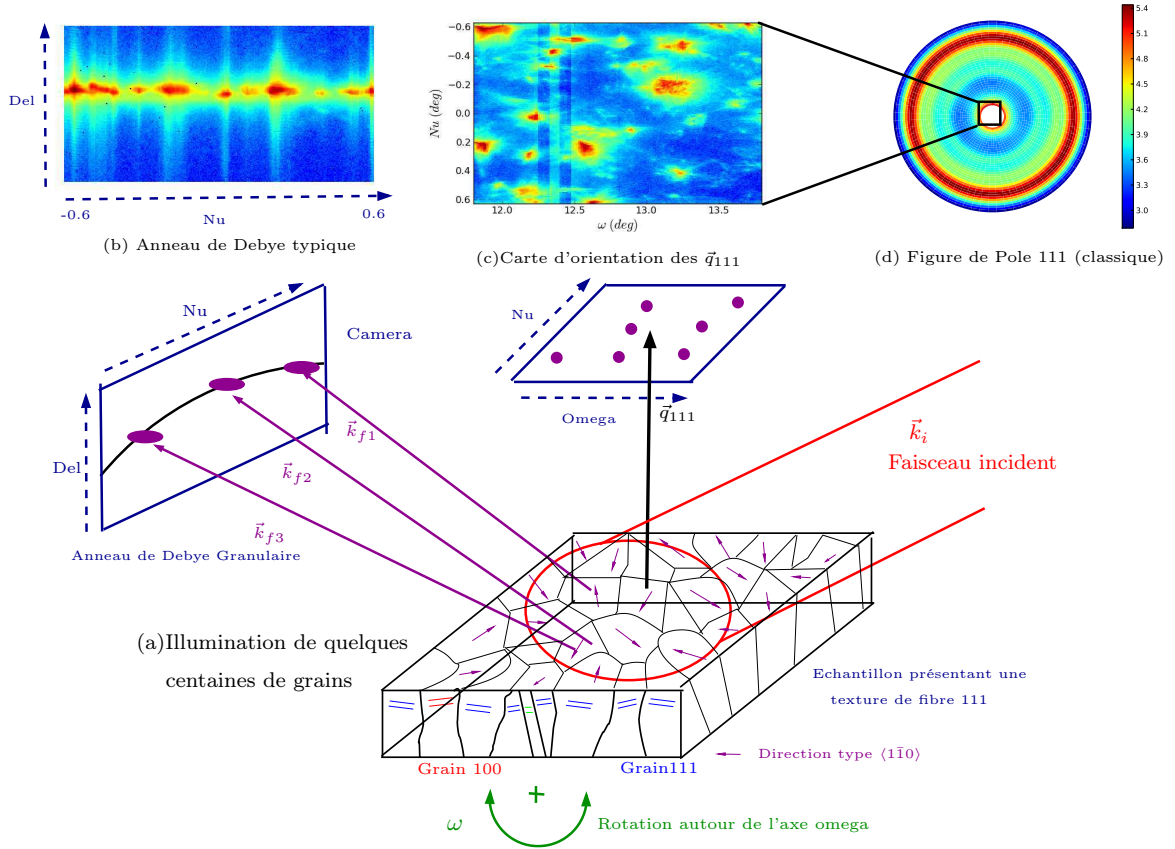 Del
-0.6
0.6
Nu
(b) Anneau de Debye typique
−0.6
−0.4
−0.2
0.0
0.2
0.4
0.6
Nu (deg)
12.0
12.5
13.0
13.5
ω (deg)
(c)Carte d'orientation des q⃗111
5.4
5.1
4.8
4.5
4.2
3.9
3.6
3.3
3.0
(d) Figure de Pole 111 (classique)
Nu
Camera
Del
Anneau de Debye Granulaire
k⃗f1
k⃗f2
k⃗f3
Nu
Omega
q⃗111
k⃗i
Faisceau incident
(a)Illumination de quelques
centaines de grains
Echantillon présentant une
texture de fibre 111
Direction type ⟨11̄0⟩
Grain 100
Grain111
+
ω
Rotation autour de l'axe omega